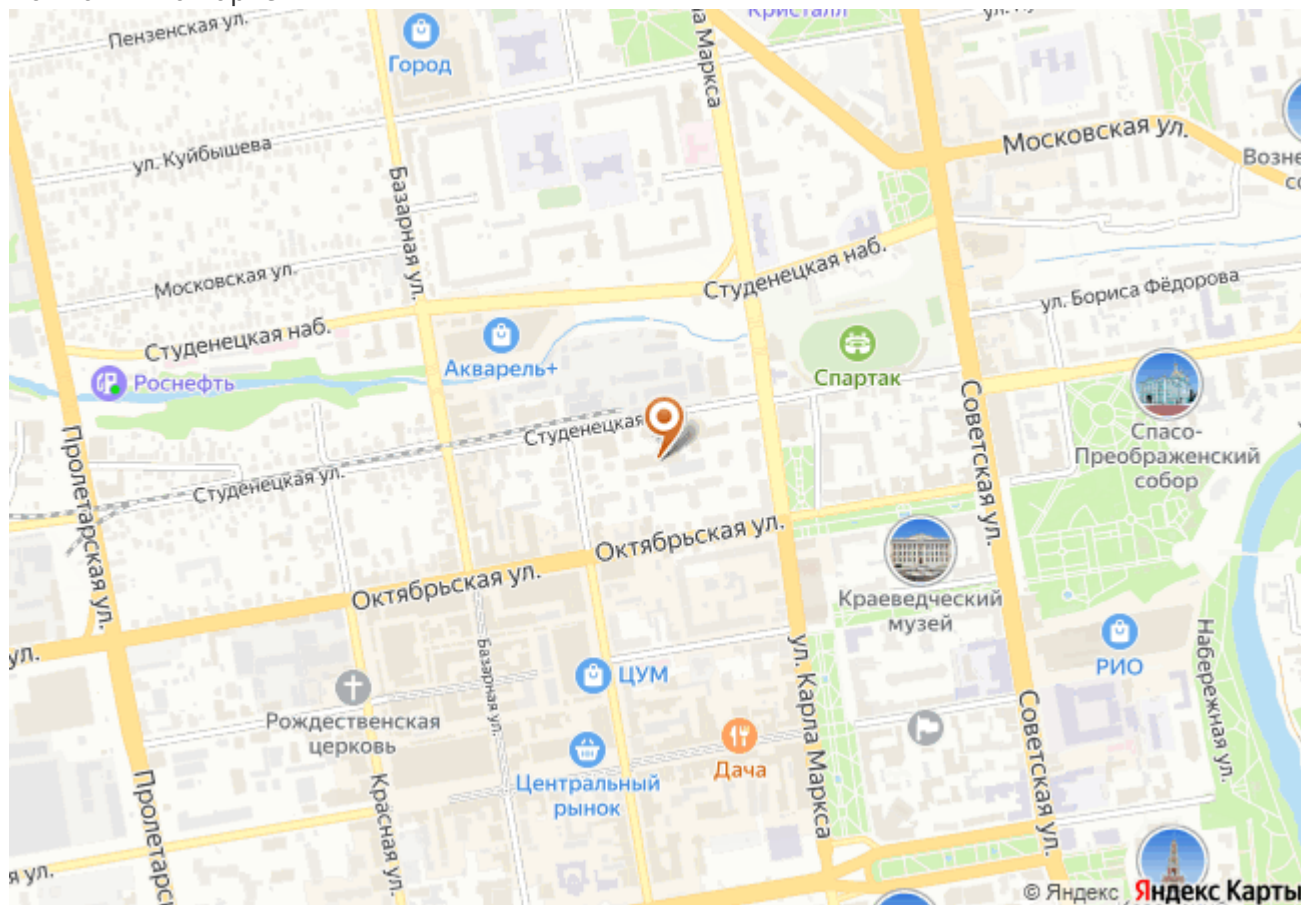 Кристалл
Пензенская ул.
Город
ла Маркса
Московская ул.
ул. Куйбышева
Возне
со
Базарная ул.
Студенецкая наб.
Московская ул.
ул. Бориса Фёдорова
Студенецкая наб.
Акварель+
Роснефть
Спартак
Советская ул.
Спасо-
Преображенский
собор
Студенецкая
Пролетарская ул.
Студенецкая ул.
Октябрьская ул.
Октябрьская ул.
Краеведческий
музей
ул.
Базарная ул.
ЦУМ
ул. Карла Маркса
РИО
Набережная ул.
Рождественская
церковь
Советская ул.
Дача
Центральный
рынок
Красная ул.
Пролетарс
я ул.
© Яндекс Яндекс Карты